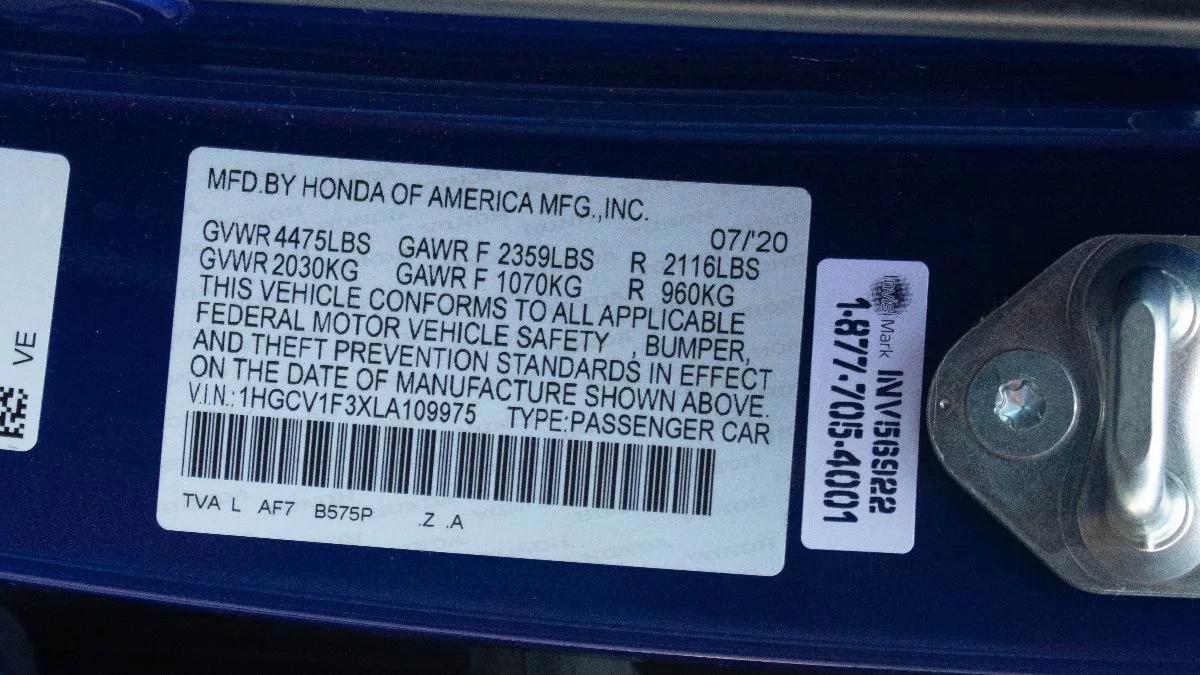 MFD.BY HONDA OF AMERICA MFG.,INC.
07/'20
GVWR 4475LBS GAWR F 2359LBS R 2116LBS
GVWR 2030KG GAWR F 1070KG R 960KG
THIS VEHICLE CONFORMS TO ALL APPLICABLE
FEDERAL MOTOR VEHICLE SAFETY , BUMPER,
AND THEFT PREVENTION STANDARDS IN EFFECT
ON THE DATE OF MANUFACTURE SHOWN ABOVE.
V.I.N.:1HGCV1F3XLA109975 TYPE:PASSENGER CAR
TVA L AF7 B575P .Z .A
VE
InVisiMark INV56922
1-877-705-4001